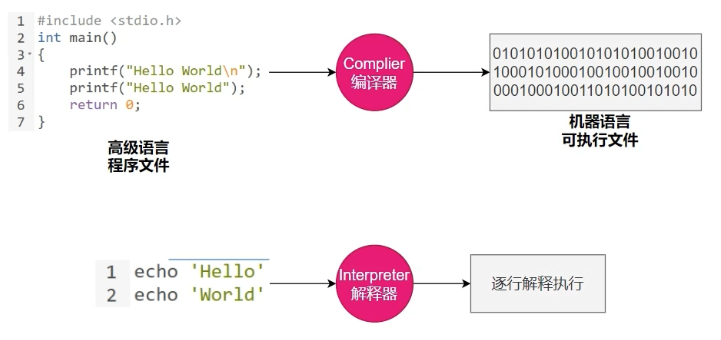 1 #include <stdio.h>
2 int main()
3 {
4 printf("Hello World\n");
5 printf("Hello World");
6 return 0;
7 }
Complier
编译器
010101010010101010010010
100010100010010010010010
000100010011010100101010
高级语言
程序文件
机器语言
可执行文件
1 echo 'Hello'
2 echo 'World'
Interpreter
解释器
逐行解释执行